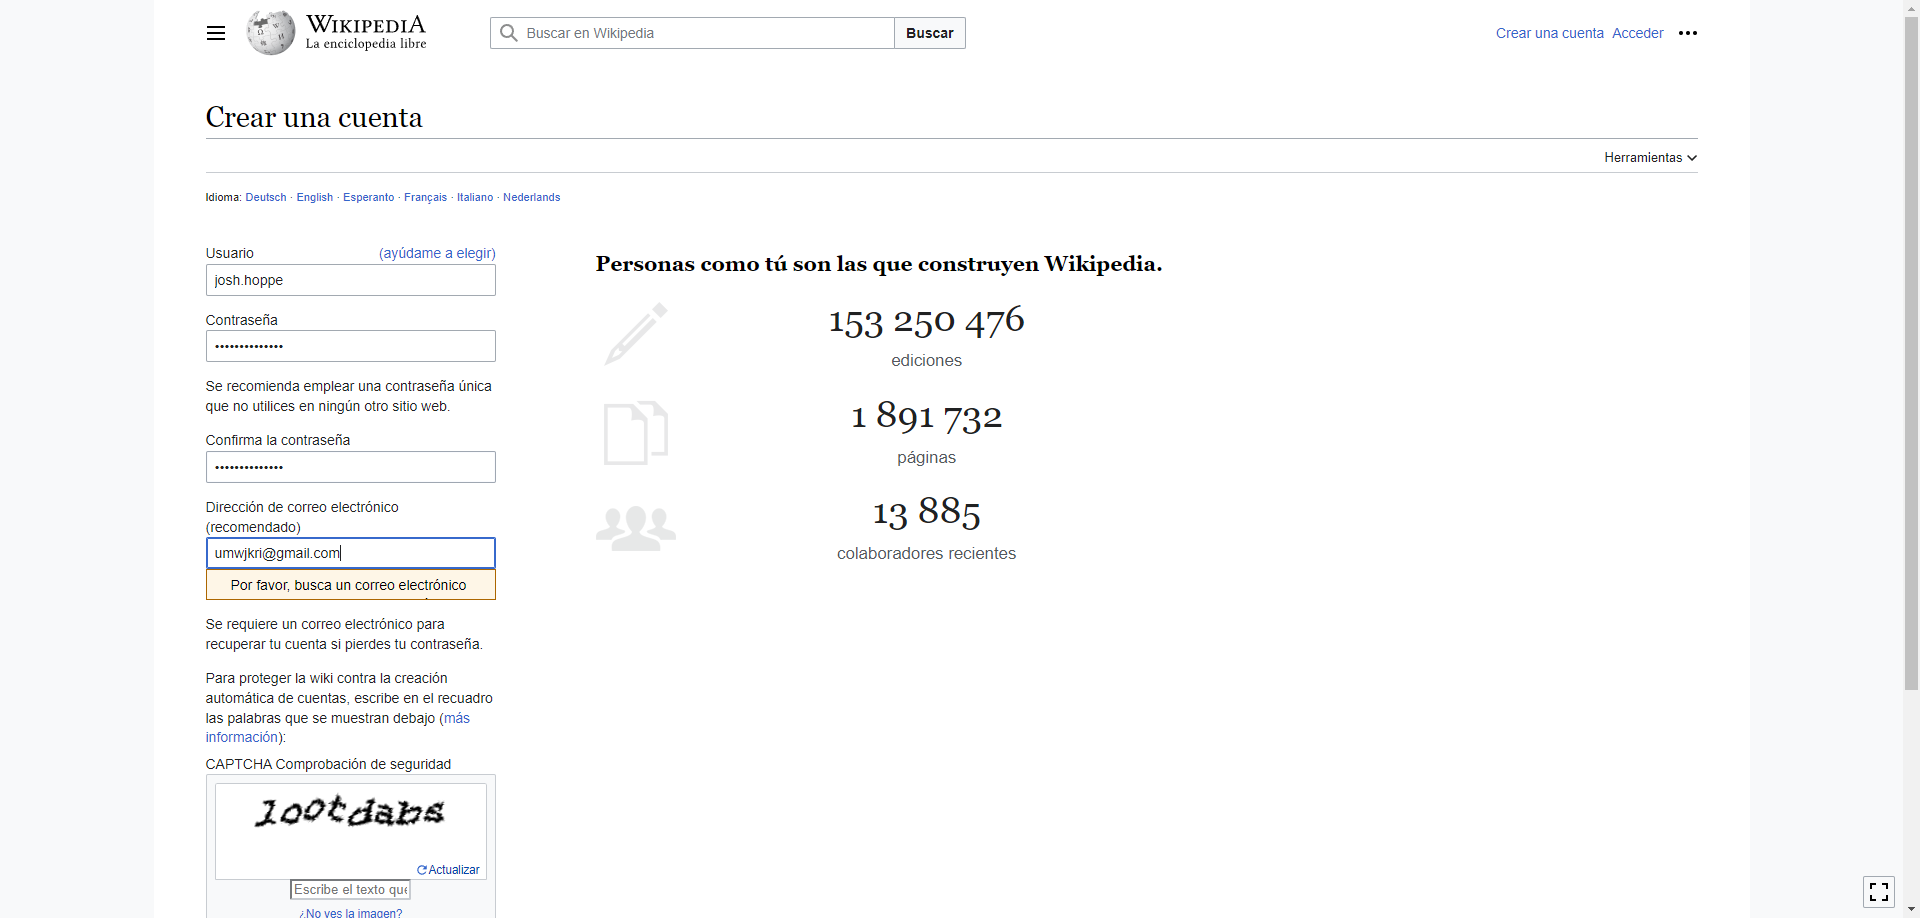 WIKIPEDIA
La enciclopedia libre
Buscar en Wikipedia
Buscar
Crear una cuenta
Acceder
Crear una cuenta
Herramientas
Idioma: Deutsch · English · Esperanto · Français · Italiano · Nederlands
Usuario (ayúdame a elegir)
josh.hoppe
Contraseña
••••••••••••••
Se recomienda emplear una contraseña única
que no utilices en ningún otro sitio web.
Confirma la contraseña
••••••••••••••
Dirección de correo electrónico
(recomendado)
umwjkri@gmail.com
Por favor, busca un correo electrónico
Se requiere un correo electrónico para
recuperar tu cuenta si pierdes tu contraseña.
Para proteger la wiki contra la creación
automática de cuentas, escribe en el recuadro
las palabras que se muestran debajo (más
información):
CAPTCHA Comprobación de seguridad
lootdabs
Actualizar
Escribe el texto que
¿No ves la imagen?
Personas como tú son las que construyen Wikipedia.
153 250 476
ediciones
1 891 732
páginas
13 885
colaboradores recientes